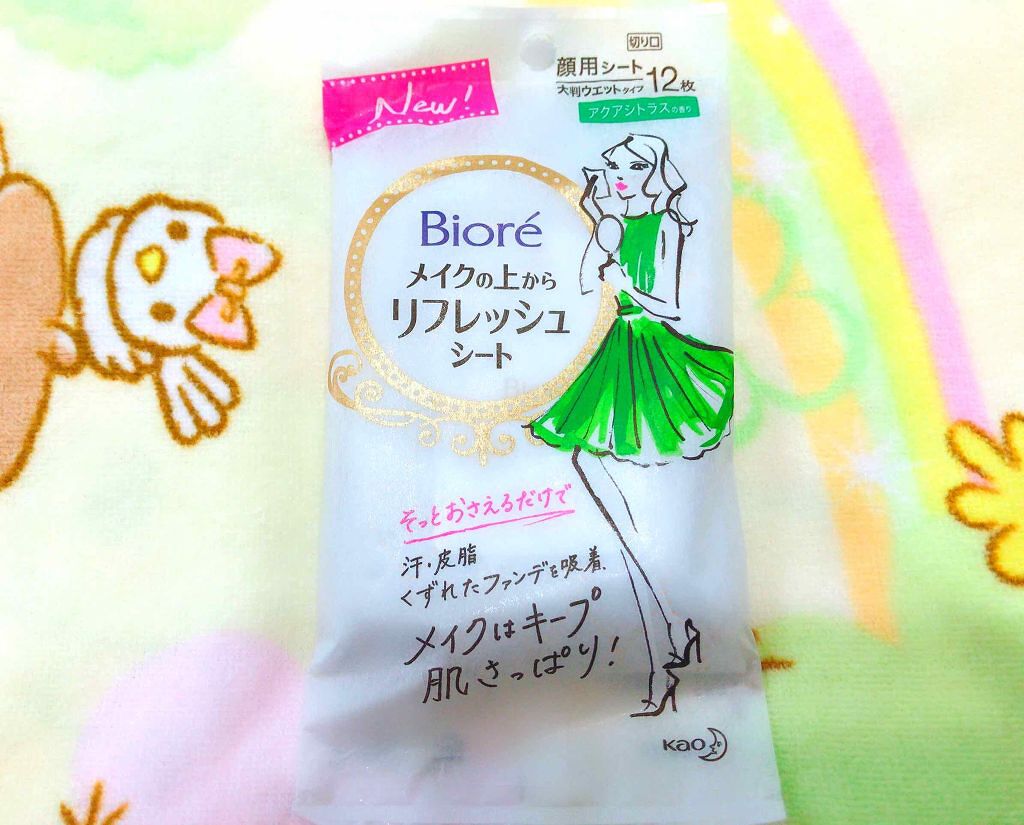 切り口
顔用シート
大判ウエットタイプ 12枚
アクアシトラスの香り
New!
Bioré
メイクの上から
リフレッシュ
シート
そっとおさえるだけで
汗・皮脂
くずれたファンデを吸着、
メイクはキープ
肌さっぱり!
Kao